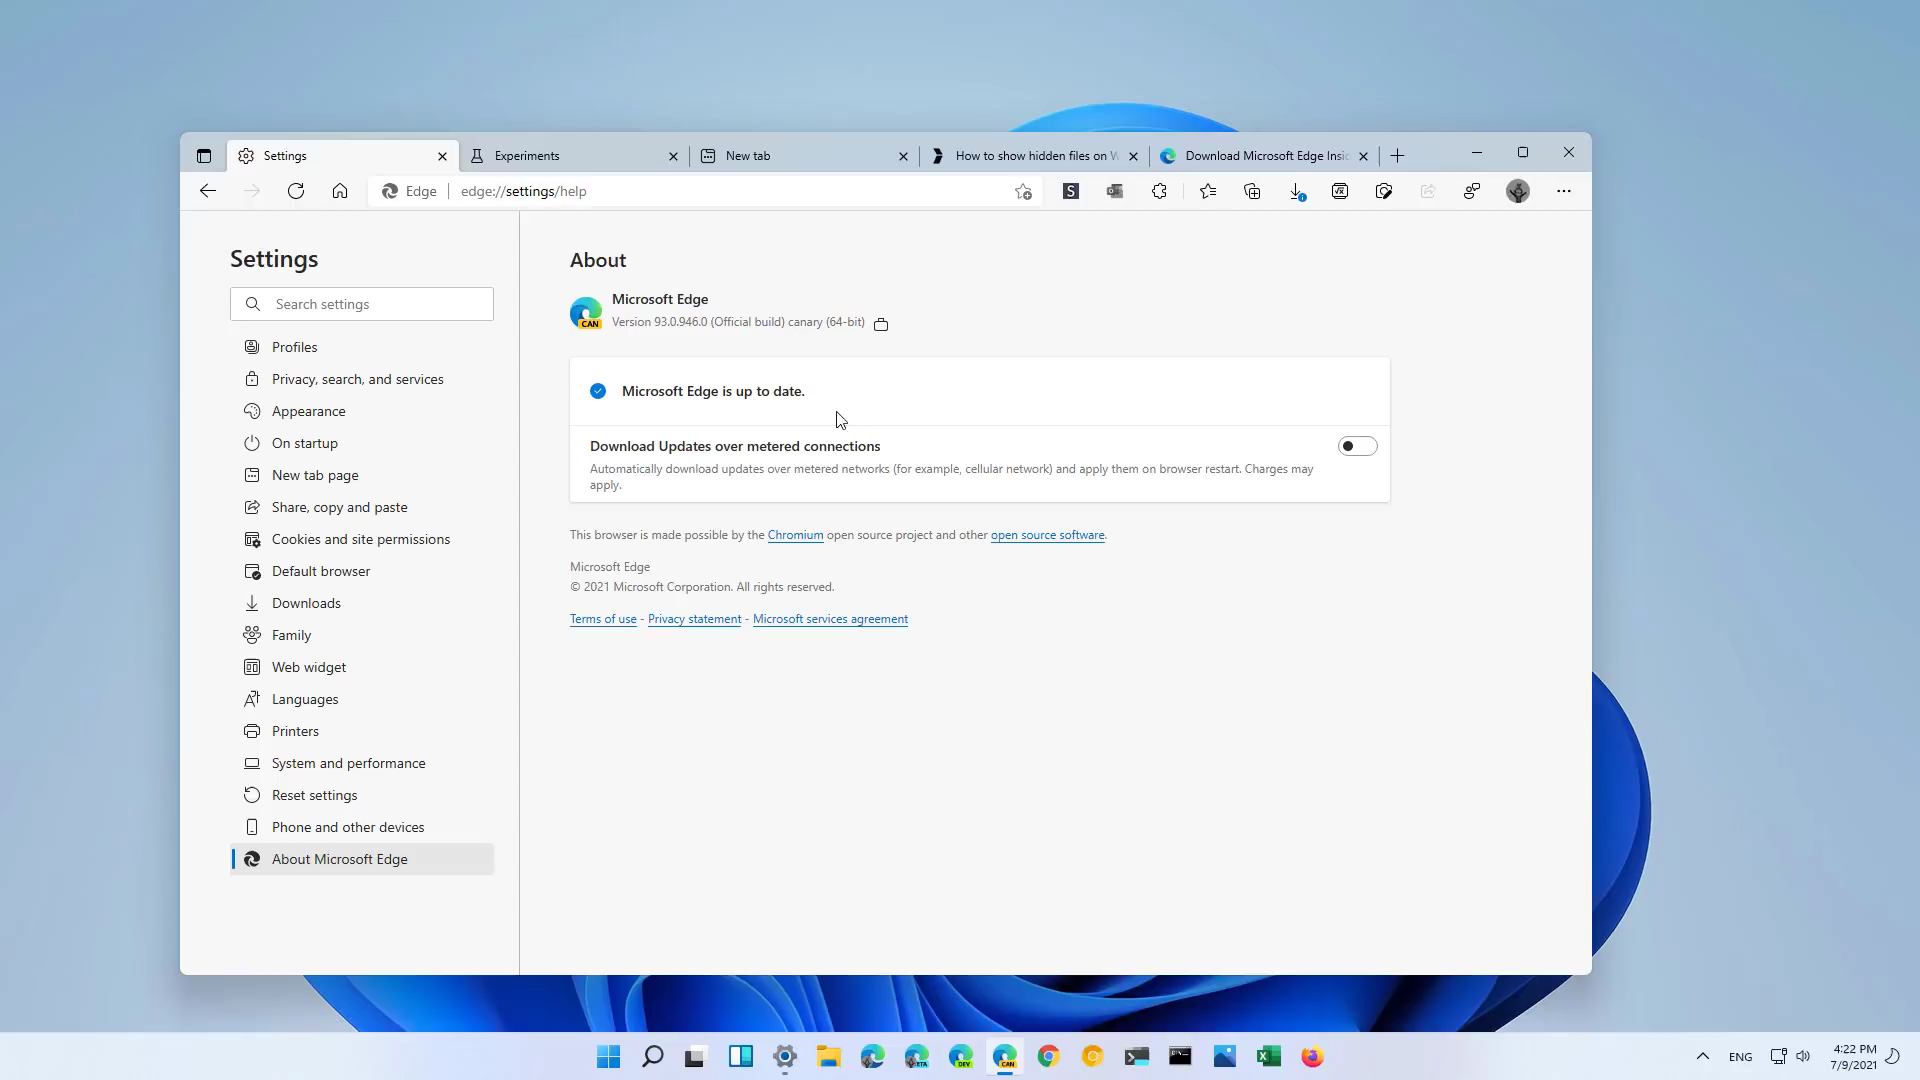 Settings
Experiments
New tab
How to show hidden files on W
Download Microsoft Edge Insi
Edge
edge://settings/help
S
Settings
Search settings
Profiles
Privacy, search, and services
Appearance
On startup
New tab page
Share, copy and paste
Cookies and site permissions
Default browser
Downloads
Family
Web widget
Languages
Printers
System and performance
Reset settings
Phone and other devices
About Microsoft Edge
About
CAN
Microsoft Edge
Version 93.0.946.0 (Official build) canary (64-bit)
Microsoft Edge is up to date.
Download Updates over metered connections
Automatically download updates over metered networks (for example, cellular network) and apply them on browser restart. Charges may
apply.
This browser is made possible by the Chromium open source project and other open source software.
Microsoft Edge
© 2021 Microsoft Corporation. All rights reserved.
Terms of use - Privacy statement - Microsoft services agreement
BETA
DEV
CAN
ENG
4:22 PM
7/9/2021